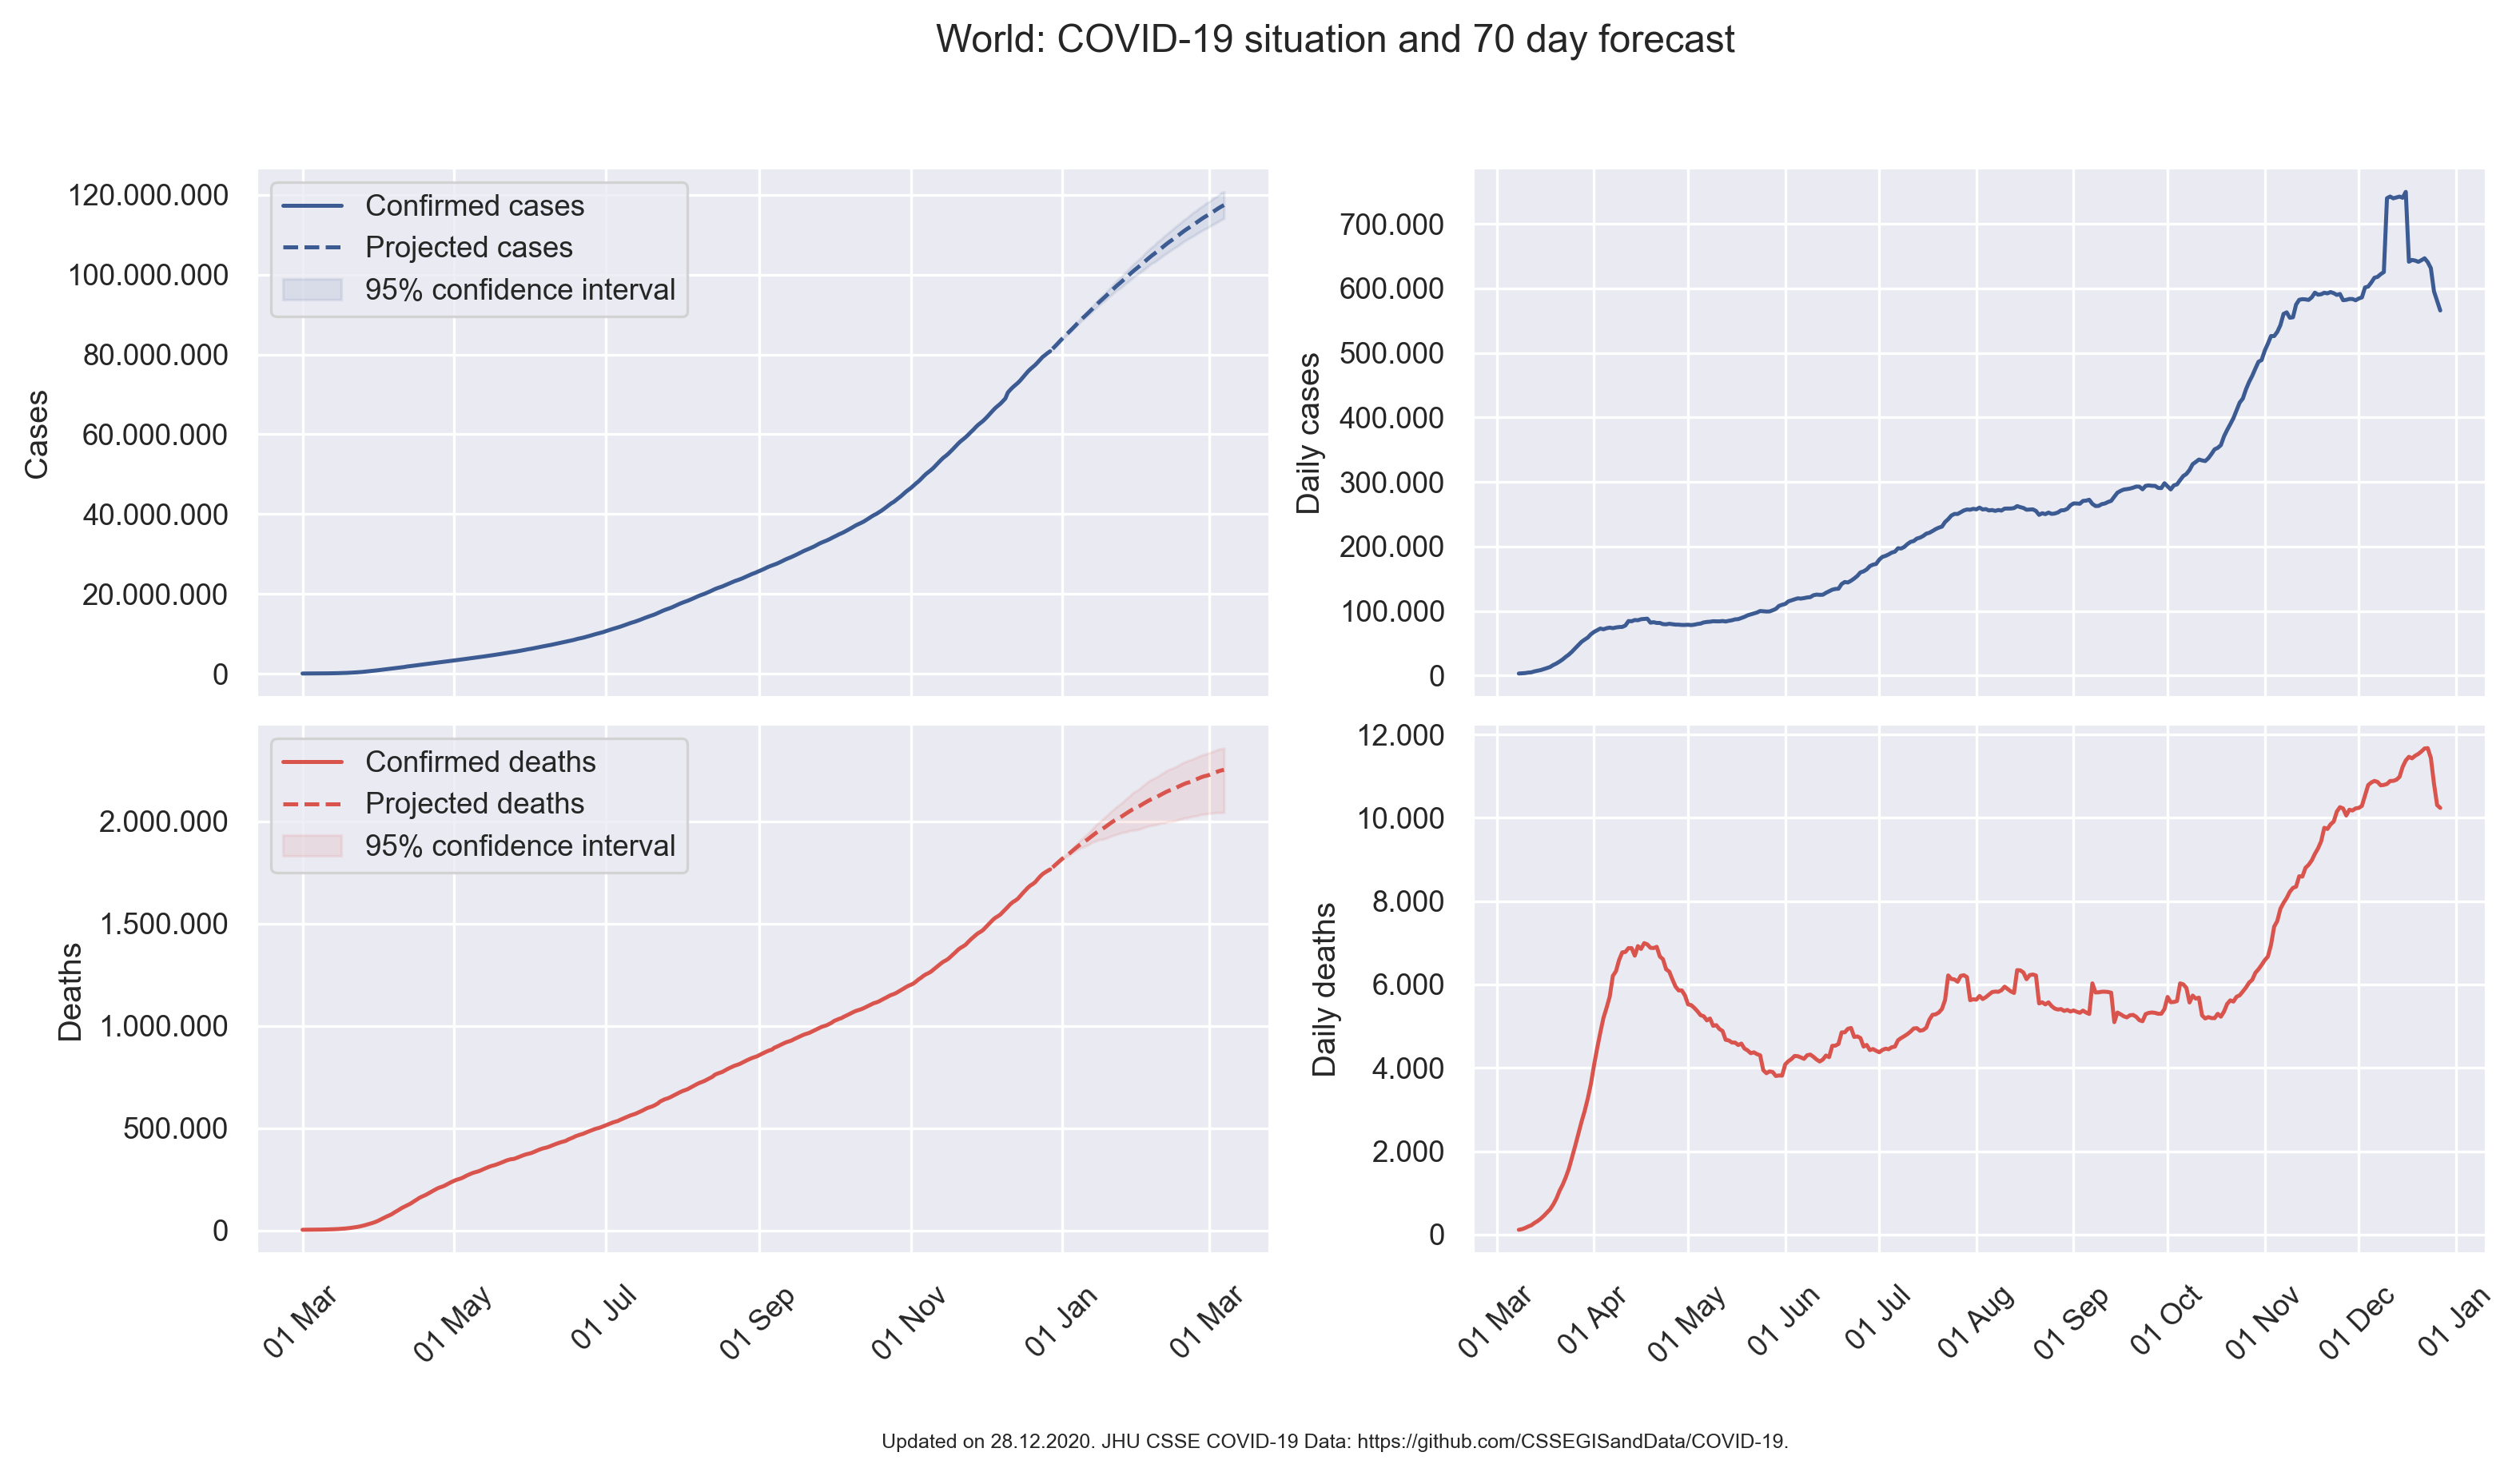 World: COVID-19 situation and 70 day forecast
120.000.000
100.000.000
80.000.000
60.000.000
40.000.000
20.000.000
0
Cases
Confirmed cases
Projected cases
95% confidence interval
700.000
600.000
500.000
400.000
300.000
200.000
100.000
0
Daily cases
2.000.000
1.500.000
1.000.000
500.000
0
Deaths
Confirmed deaths
Projected deaths
95% confidence interval
01 Mar
01 May
01 Jul
01 Sep
01 Nov
01 Jan
01 Mar
12.000
10.000
8.000
6.000
4.000
2.000
0
Daily deaths
01 Mar
01 Apr
01 May
01 Jun
01 Jul
01 Aug
01 Sep
01 Oct
01 Nov
01 Dec
01 Jan
Updated on 28.12.2020. JHU CSSE COVID-19 Data: https://github.com/CSSEGISandData/COVID-19.